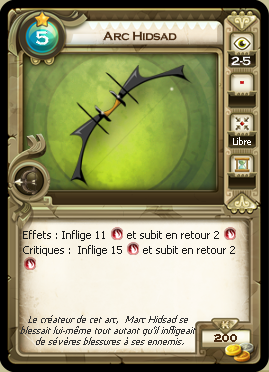 Arc Hidsad
5
2-5
Libre
Effets : Inflige 11 et subit en retour 2
Critiques : Inflige 15 et subit en retour 2
Le créateur de cet arc, Marc Hidsad se
blessait lui-même tout autant qu'il infligeait
de sévères blessures à ses ennemis.
200